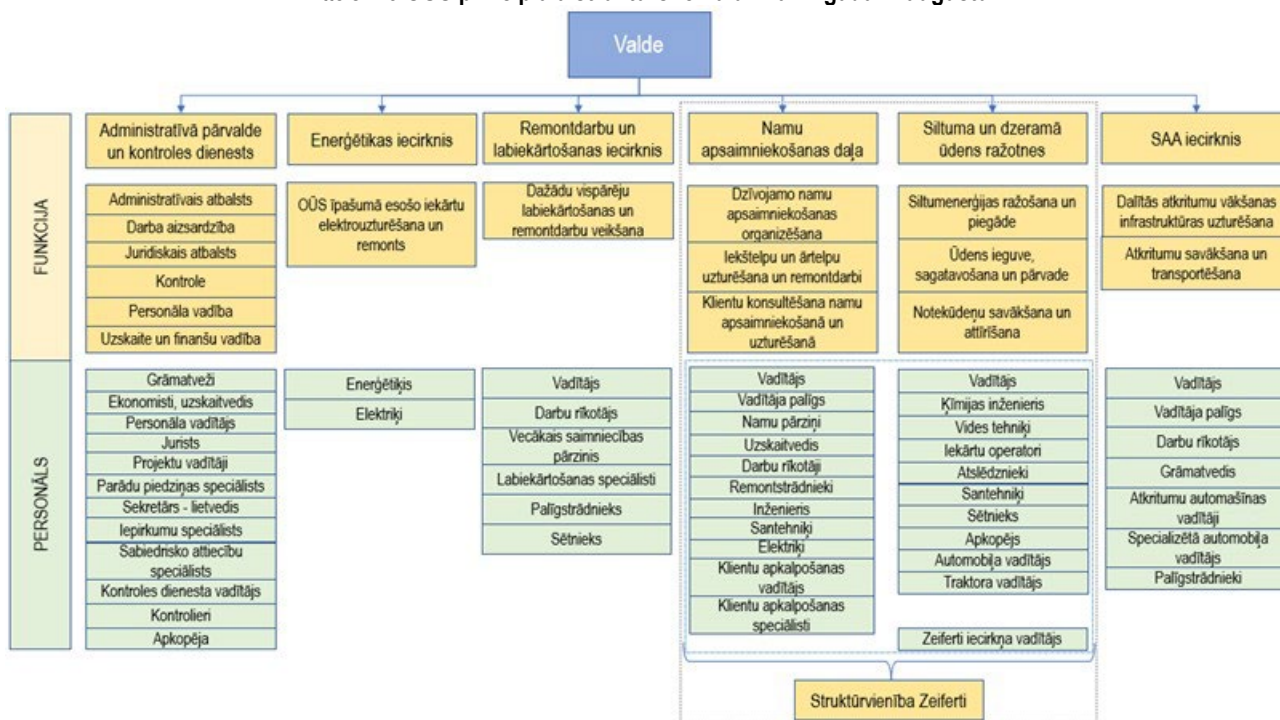 Valde
FUNKCIJA
Administratīvā pārvalde
un kontroles dienests
Administratīvais atbalsts
Darba aizsardzība
Juridiskais atbalsts
Kontrole
Personāla vadība
Uzskaite un finanšu vadība
Enerģētikas iecirknis
OŪS īpašumā esošo iekārtu
elektrouzturēšana un
remonts
Remontdarbu un
labiekārtošanas iecirknis
Dažādu vispārēju
labiekārtošanas un
remontdarbu veikšana
Namu
apsaimniekošanas daļa
Dzīvojamo namu
apsaimniekošanas
organizēšana
Iekštelpu un ārtelpu
uzturēšana un remontdarbi
Klientu konsultēšana namu
apsaimniekošanā un
uzturēšanā
Siltuma un dzeramā
ūdens ražotnes
Siltumenerģijas ražošana un
piegāde
Ūdens ieguve,
sagatavošana un pārvade
Notekūdeņu savākšana un
attīrīšana
SAA iecirknis
Dalītās atkritumu vākšanas
infrastruktūras uzturēšana
Atkritumu savākšana un
transportēšana
PERSONĀLS
Grāmatveži
Ekonomisti, uzskaitvedis
Personāla vadītājs
Jurists
Projektu vadītāji
Parādu piedziņas speciālists
Sekretārs - lietvedis
Iepirkumu speciālists
Sabiedrisko attiecību
speciālists
Kontroles dienesta vadītājs
Kontrolieri
Apkopēja
Enerģētiķis
Elektriķi
Vadītājs
Darbu rīkotājs
Vecākais saimniecības
pārzinis
Labiekārtošanas speciālisti
Palīgstrādnieks
Sētnieks
Vadītājs
Vadītāja palīgs
Namu pārziņi
Uzskaitvedis
Darbu rīkotāji
Remontstrādnieki
Inženieris
Santehniķi
Elektriķi
Klientu apkalpošanas
vadītājs
Klientu apkalpošanas
speciālisti
Vadītājs
Ķīmijas inženieris
Vides tehniķi
Iekārtu operatori
Atslēdznieki
Santehniķi
Sētnieks
Apkopējs
Automobiļa vadītājs
Traktora vadītājs
Zeiferti iecirkņa vadītājs
Vadītājs
Vadītāja palīgs
Darbu rīkotājs
Grāmatvedis
Atkritumu automašīnas
vadītāji
Specializētā automobiļa
vadītājs
Palīgstrādnieki
Struktūrvienība Zeiferti